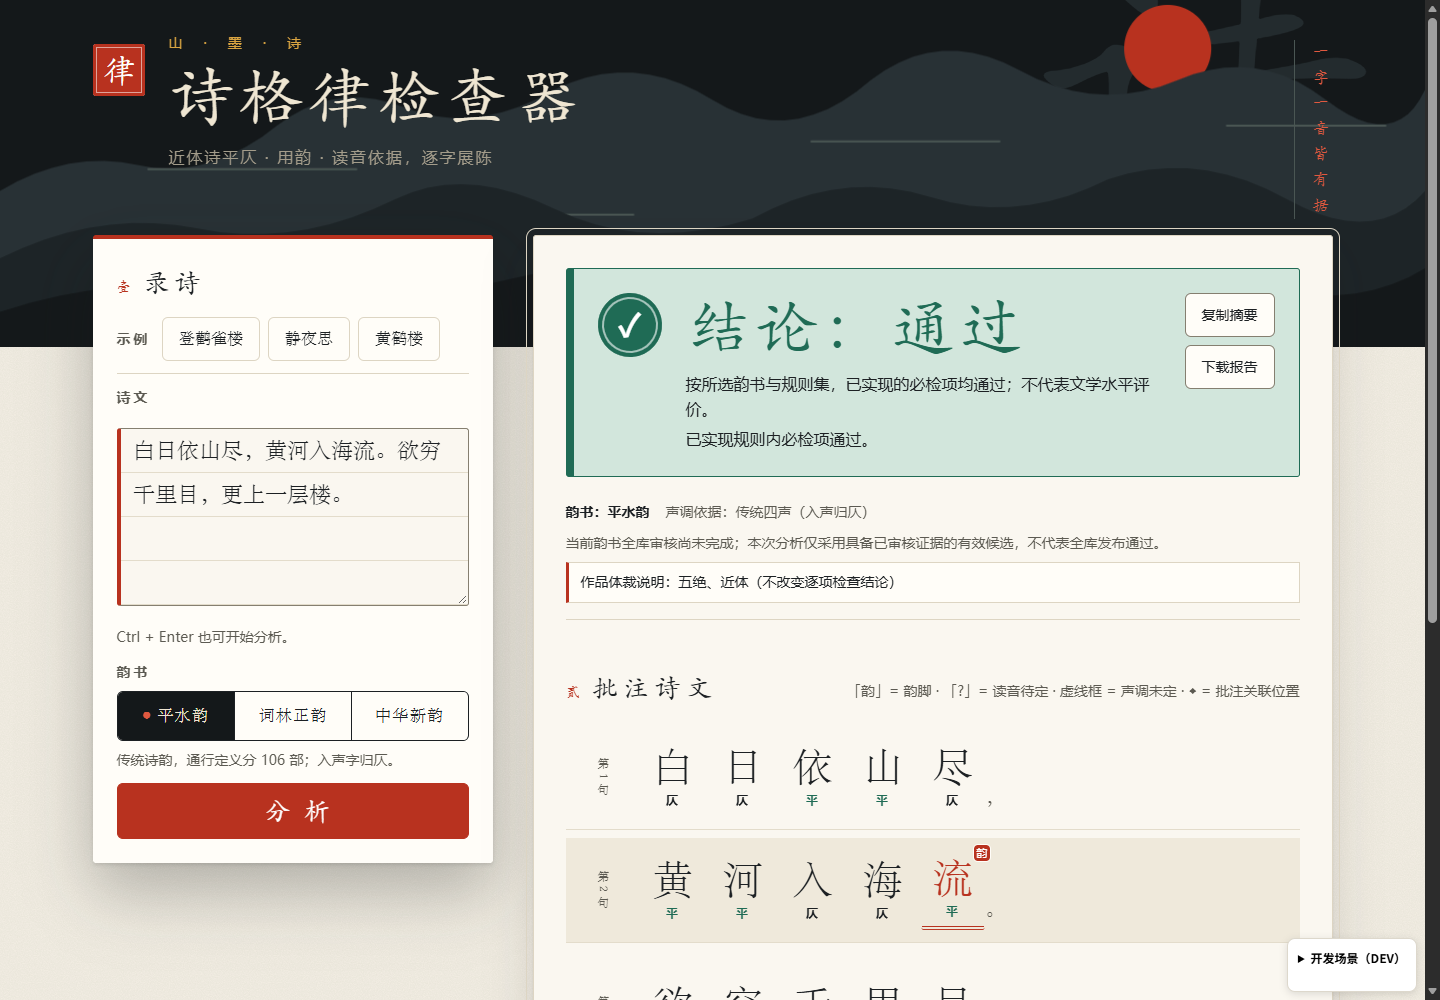 律
山 · 墨 · 诗
诗格律检查器
近体诗平仄 · 用韵 · 读音依据，逐字展陈
一字一音皆有据
壹 录诗
示例 登鹳雀楼 静夜思 黄鹤楼
诗文
白日依山尽，黄河入海流。欲穷
千里目，更上一层楼。
Ctrl + Enter 也可开始分析。
韵书
平水韵 词林正韵 中华新韵
传统诗韵，通行定义分 106 部；入声字归仄。
分析
✓ 结论：通过
复制摘要
下载报告
按所选韵书与规则集，已实现的必检项均通过；不代表文学水平评
价。
已实现规则内必检项通过。
韵书：平水韵 声调依据：传统四声（入声归仄）
当前韵书全库审核尚未完成；本次分析仅采用具备已审核证据的有效候选，不代表全库发布通过。
作品体裁说明：五绝、近体（不改变逐项检查结论）
贰 批注诗文
「韵」= 韵脚 · 「?」= 读音待定 · 虚线框 = 声调未定 · ◆ = 批注关联位置
第1句
白 日 依 山 尽 ，
仄 仄 平 平 仄
第2句
黄 河 入 海 流 韵 。
平 平 仄 仄 平
欲 穷 千 里 目
▶ 开发场景（DEV）